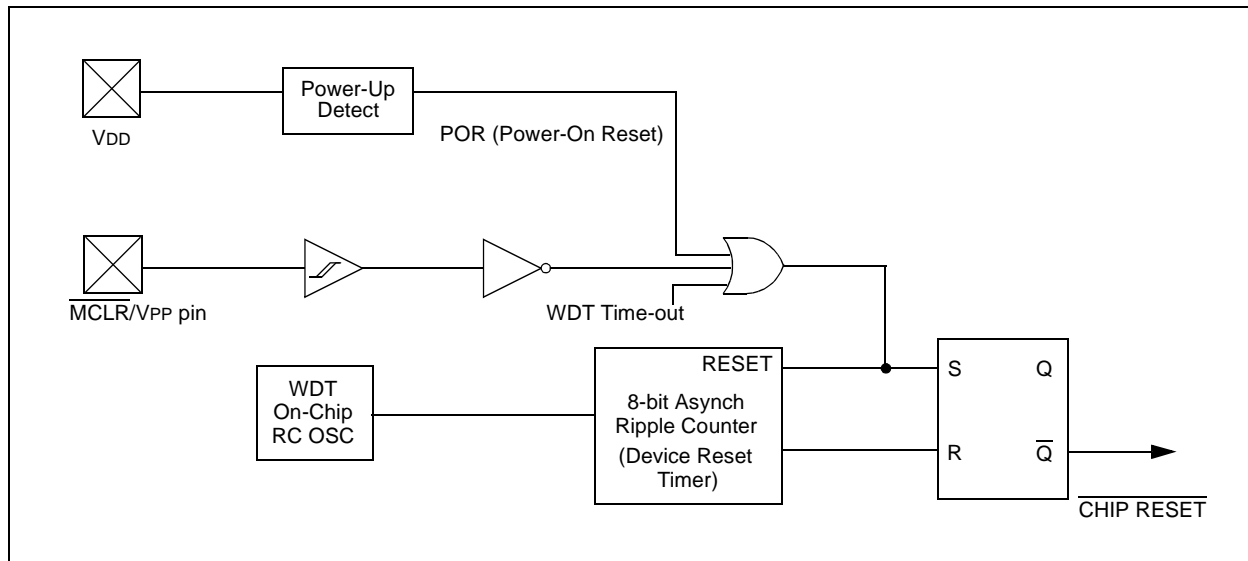 Power-Up
Detect
VDD
POR (Power-On Reset)
MCLR/VPP pin
WDT Time-out
WDT
On-Chip
RC OSC
RESET
8-bit Asynch
Ripple Counter
(Device Reset
Timer)
S Q
R Q̅
CHIP RESET